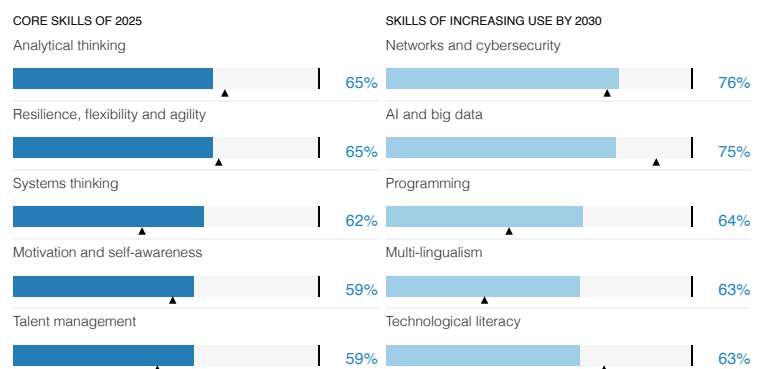 CORE SKILLS OF 2025
Analytical thinking
65%
Resilience, flexibility and agility
65%
Systems thinking
62%
Motivation and self-awareness
59%
Talent management
59%
SKILLS OF INCREASING USE BY 2030
Networks and cybersecurity
76%
AI and big data
75%
Programming
64%
Multi-lingualism
63%
Technological literacy
63%